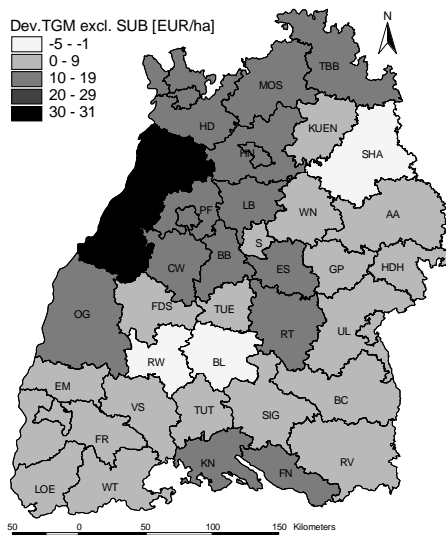 Dev.TGM excl. SUB [EUR/ha]
-5 - -1
0 - 9
10 - 19
20 - 29
30 - 31
N
TBB
MOS
HD
KUEN
HN
SHA
PF
LB
WN
AA
S
CW
BB
ES
GP
HDH
OG
FDS
TUE
RT
UL
RW
BL
EM
VS
TUT
SIG
BC
FR
KN
FN
RV
LOE
WT
50 0 50 100 150 Kilometers